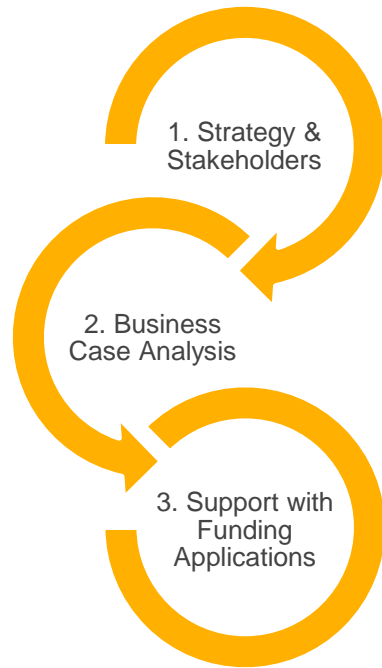 1. Strategy &
Stakeholders
2. Business
Case Analysis
3. Support with
Funding
Applications